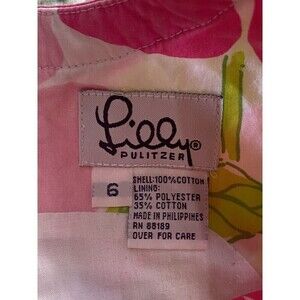 Lilly®
PULITZER
6
SHELL:100%COTTON
LINING:
65% POLYESTER
35% COTTON
MADE IN PHILIPPINES
RN 88189
OVER FOR CARE